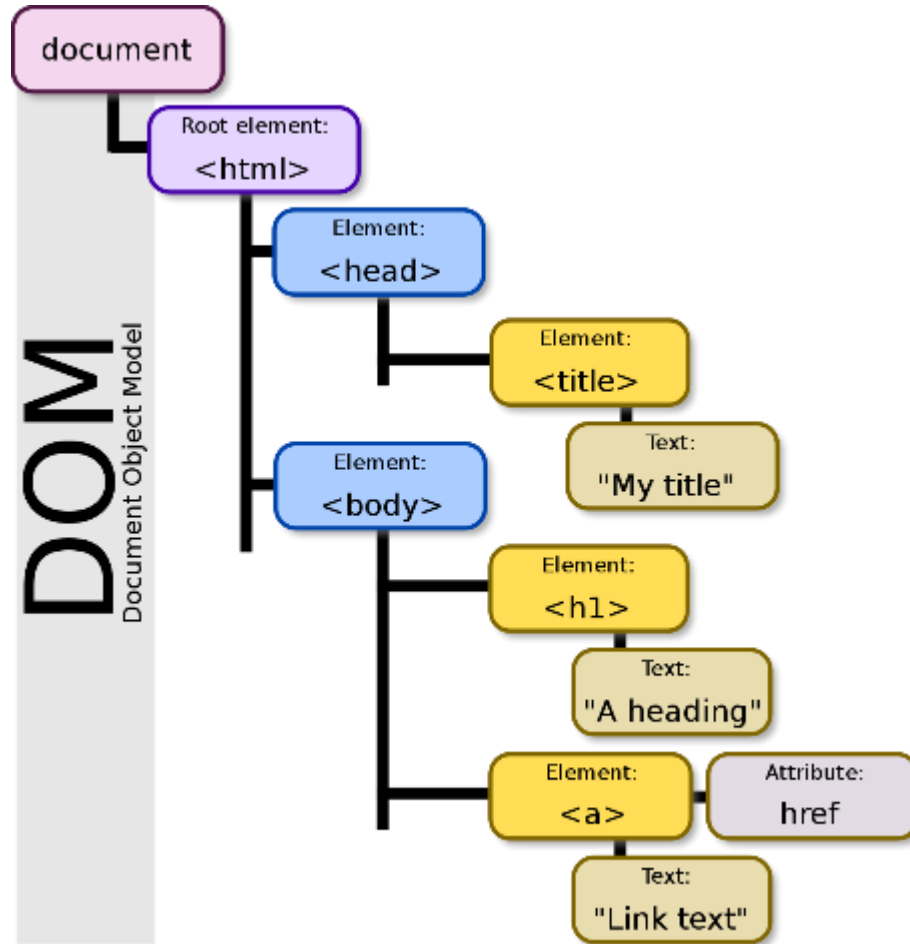 document
Root element:
<html>
Element:
<head>
Element:
<title>
Text:
"My title"
Element:
<body>
Element:
<h1>
Text:
"A heading"
Element:
<a>
Attribute:
href
Text:
"Link text"
DOM
Document Object Model